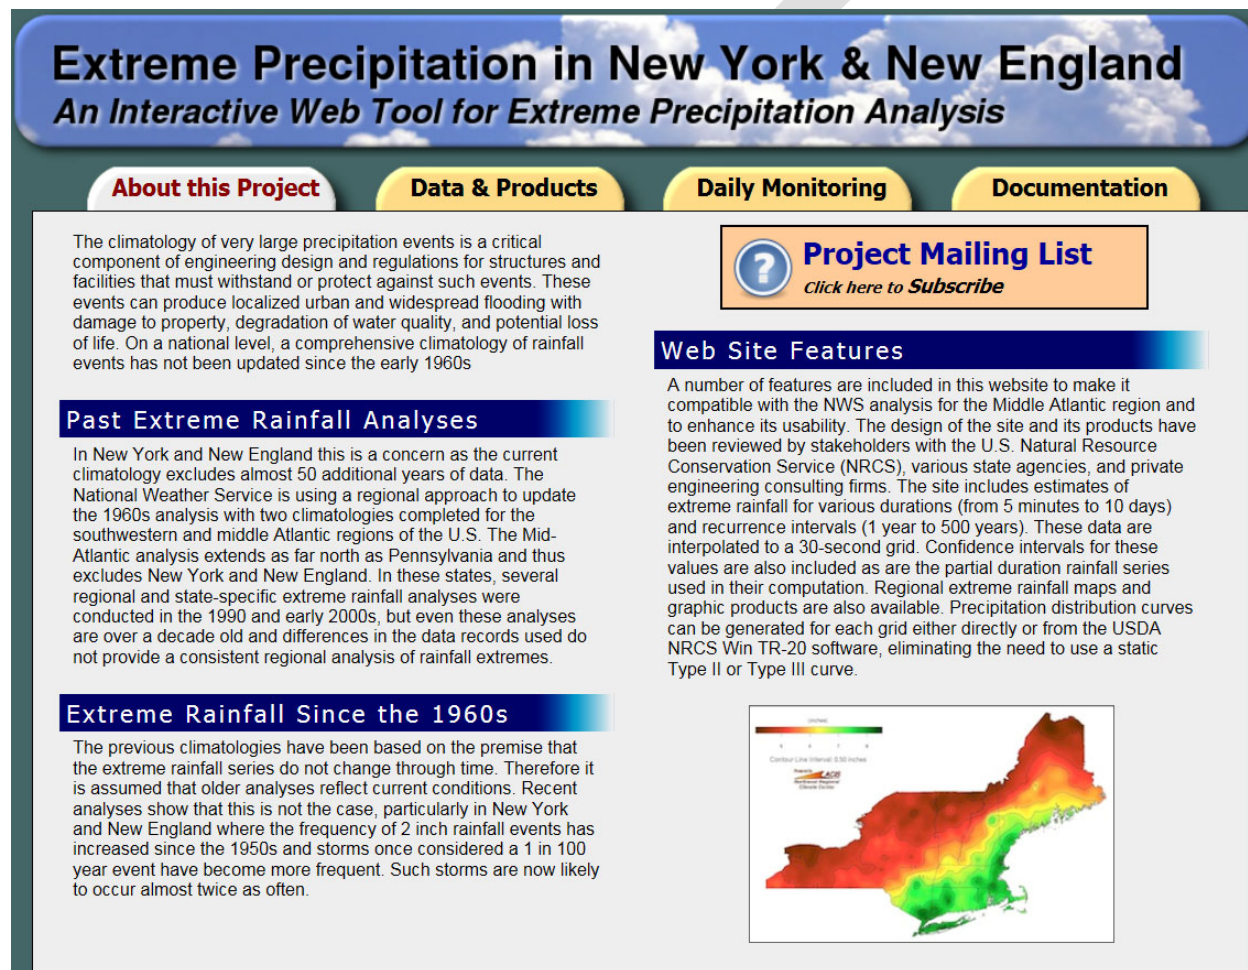 Extreme Precipitation in New York & New England
An Interactive Web Tool for Extreme Precipitation Analysis
About this Project
Data & Products
Daily Monitoring
Documentation
The climatology of very large precipitation events is a critical
component of engineering design and regulations for structures and
facilities that must withstand or protect against such events. These
events can produce localized urban and widespread flooding with
damage to property, degradation of water quality, and potential loss
of life. On a national level, a comprehensive climatology of rainfall
events has not been updated since the early 1960s
Past Extreme Rainfall Analyses
In New York and New England this is a concern as the current
climatology excludes almost 50 additional years of data. The
National Weather Service is using a regional approach to update
the 1960s analysis with two climatologies completed for the
southwestern and middle Atlantic regions of the U.S. The Mid-
Atlantic analysis extends as far north as Pennsylvania and thus
excludes New York and New England. In these states, several
regional and state-specific extreme rainfall analyses were
conducted in the 1990 and early 2000s, but even these analyses
are over a decade old and differences in the data records used do
not provide a consistent regional analysis of rainfall extremes.
Extreme Rainfall Since the 1960s
The previous climatologies have been based on the premise that
the extreme rainfall series do not change through time. Therefore it
is assumed that older analyses reflect current conditions. Recent
analyses show that this is not the case, particularly in New York
and New England where the frequency of 2 inch rainfall events has
increased since the 1950s and storms once considered a 1 in 100
year event have become more frequent. Such storms are now likely
to occur almost twice as often.
Project Mailing List
Click here to Subscribe
Web Site Features
A number of features are included in this website to make it
compatible with the NWS analysis for the Middle Atlantic region and
to enhance its usability. The design of the site and its products have
been reviewed by stakeholders with the U.S. Natural Resource
Conservation Service (NRCS), various state agencies, and private
engineering consulting firms. The site includes estimates of
extreme rainfall for various durations (from 5 minutes to 10 days)
and recurrence intervals (1 year to 500 years). These data are
interpolated to a 30-second grid. Confidence intervals for these
values are also included as are the partial duration rainfall series
used in their computation. Regional extreme rainfall maps and
graphic products are also available. Precipitation distribution curves
can be generated for each grid either directly or from the USDA
NRCS Win TR-20 software, eliminating the need to use a static
Type II or Type III curve.
(inches)
5 6 7 8
Contour Line Interval: 0.50 inches
ACIS
Northeast Regional
Climate Center